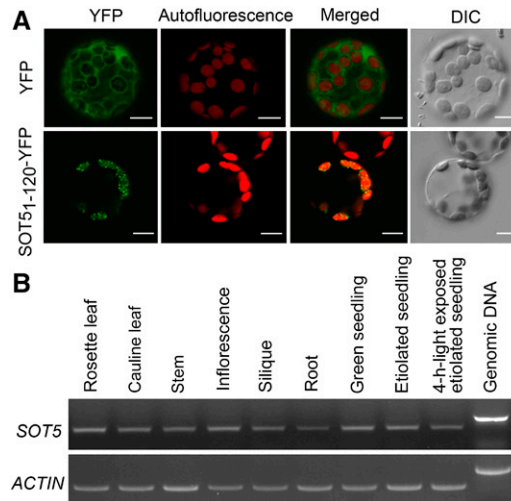 A
YFP Autofluorescence Merged DIC
YFP
SOT51-120-YFP
B
Rosette leaf
Cauline leaf
Stem
Inflorescence
Silique
Root
Green seedling
Etiolated seedling
4-h-light exposed
etiolated seedling
Genomic DNA
SOT5
ACTIN